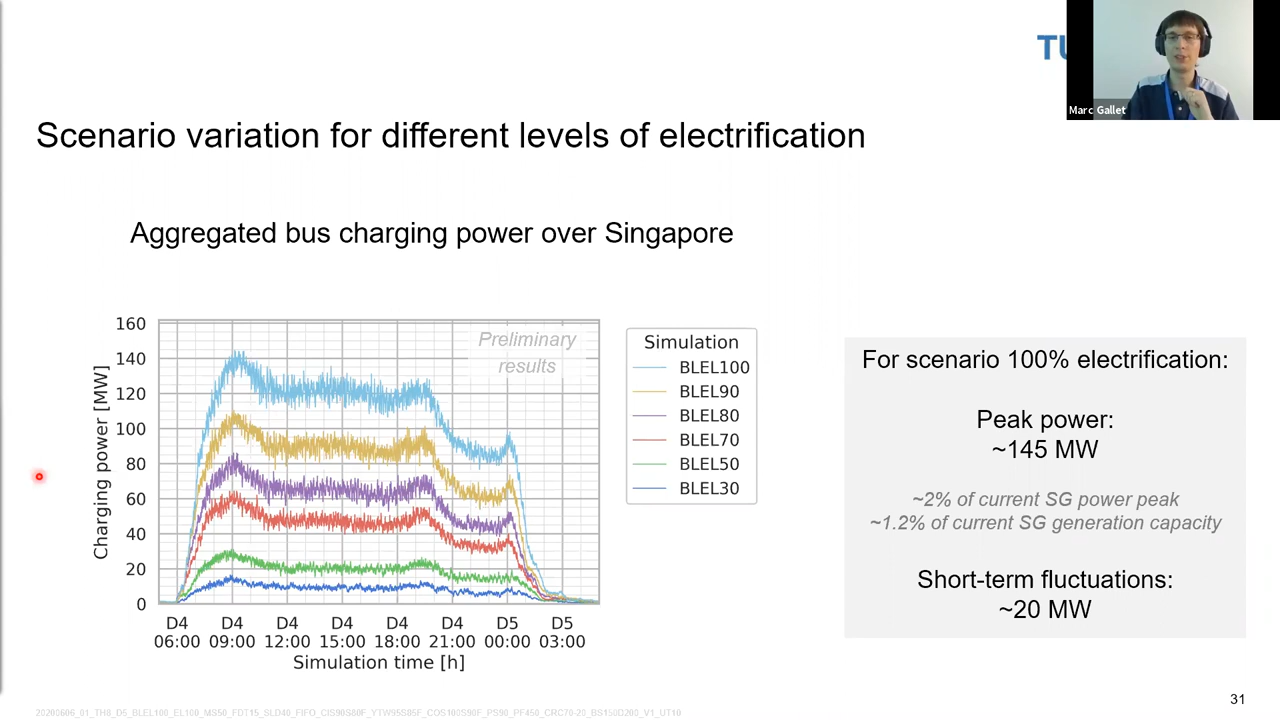 TU
Marc Gallet
Scenario variation for different levels of electrification
Aggregated bus charging power over Singapore
Preliminary
results
160
140
120
100
80
60
40
20
0
Charging power [MW]
D4 D4 D4 D4 D4 D4 D5 D5
06:00 09:00 12:00 15:00 18:00 21:00 00:00 03:00
Simulation time [h]
Simulation
BLEL100
BLEL90
BLEL80
BLEL70
BLEL50
BLEL30
For scenario 100% electrification:
Peak power:
~145 MW
~2% of current SG power peak
~1.2% of current SG generation capacity
Short-term fluctuations:
~20 MW
31
20200606_01_TH8_D5_BLEL100_EL100_MS50_FDT15_SLD40_FIFO_CIS90S80F_YTW95S85F_COS100S90F_PS90_PF450_CRC70-20_BS150D200_V1_UT10